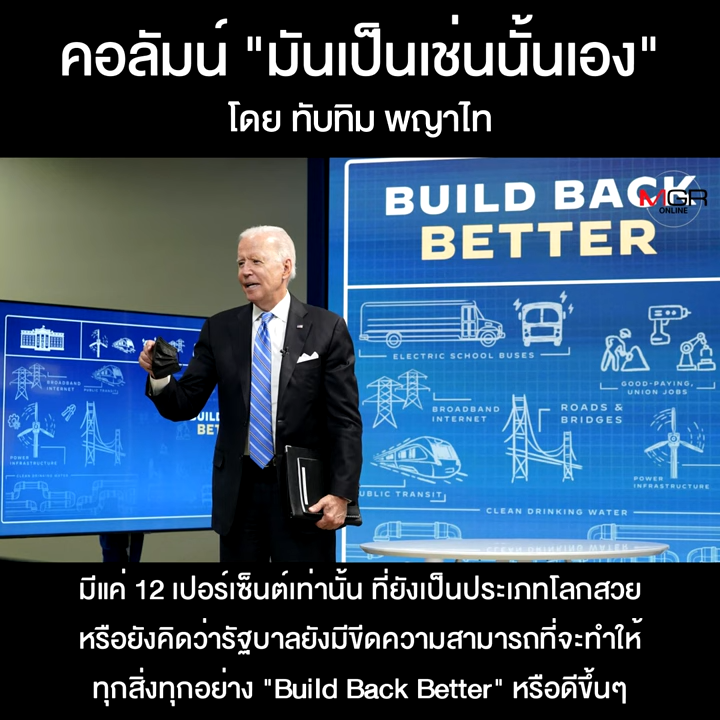 คอลัมน์ "มันเป็นเช่นนั้นเอง"
โดย ทับทิม พญาไท
BUILD BACK
BETTER
MGR
ONLINE
ELECTRIC SCHOOL BUSES
GOOD-PAYING,
UNION JOBS
BROADBAND
INTERNET
ROADS &
BRIDGES
POWER
INFRASTRUCTURE
PUBLIC TRANSIT
CLEAN DRINKING WATER
BROADBAND
INTERNET
PUBLIC TRANSIT
BUILD
BET
POWER
INFRASTRUCTURE
CLEAN DRINKING WATER
มีแค่ 12 เปอร์เซ็นต์เท่านั้น ที่ยังเป็นประเภทโลกสวย
หรือยังคิดว่ารัฐบาลยังมีขีดความสามารถที่จะทำให้
ทุกสิ่งทุกอย่าง "Build Back Better" หรือดีขึ้นๆ